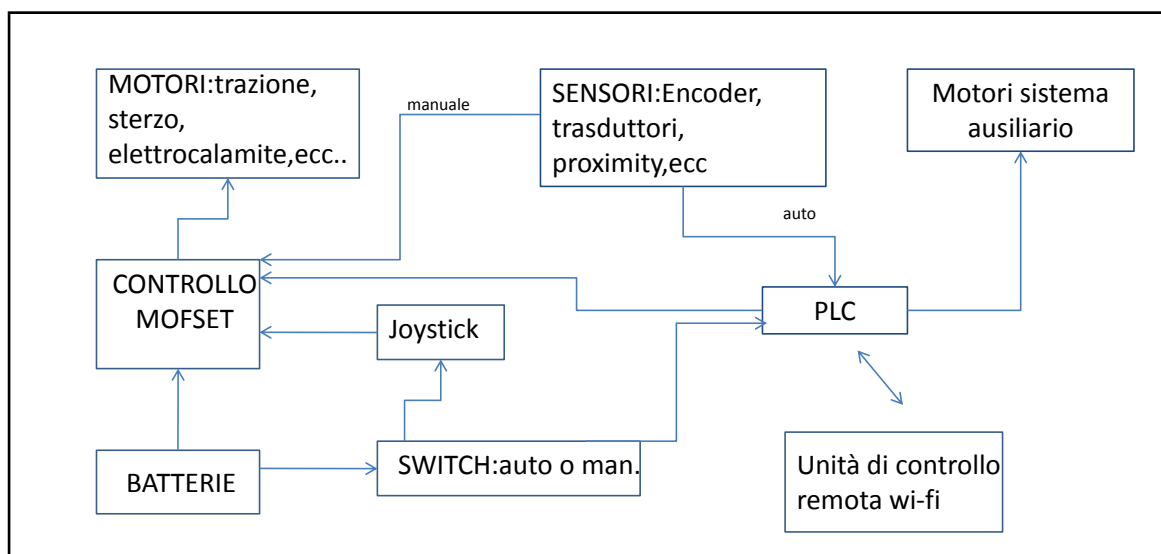 MOTORI:trazione,
sterzo,
elettrocalamite,ecc..
manuale
SENSORI:Encoder,
trasduttori,
proximity,ecc
Motori sistema
ausiliario
auto
CONTROLLO
MOFSET
Joystick
PLC
BATTERIE
SWITCH:auto o man.
Unità di controllo
remota wi-fi